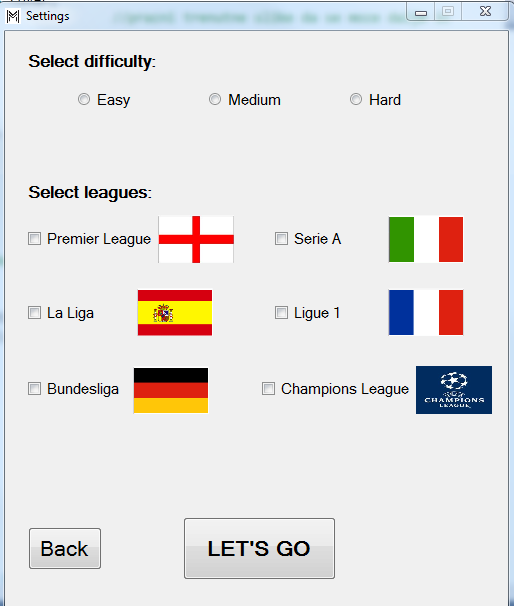 Settings
Select difficulty:
Easy Medium Hard
Select leagues:
Premier League Serie A
La Liga Ligue 1
Bundesliga Champions League
CHAMPIONS
LEAGUE
Back LET'S GO